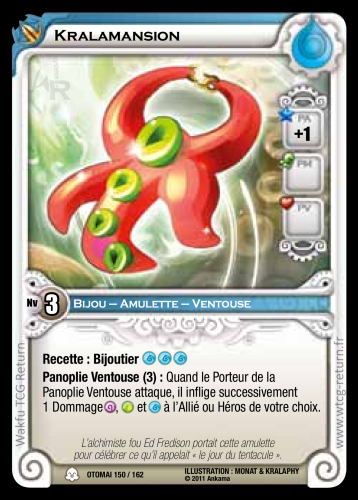 Kralamansion
PA
+1
PM
PV
Nv 3 Bijou – Amulette – Ventouse
Recette : Bijoutier
Panoplie Ventouse (3) : Quand le Porteur de la
Panoplie Ventouse attaque, il inflige successivement
1 Dommage , et à l'Allié ou Héros de votre choix.
L'alchimiste fou Ed Fredison portait cette amulette
pour célébrer ce qu'il appelait « le jour du tentacule ».
OTOMAI 150 / 162
ILLUSTRATION : MONAT & KRALAPHY
© 2011 Ankama
Wakfu TCG Return
www.wtcg-return.fr